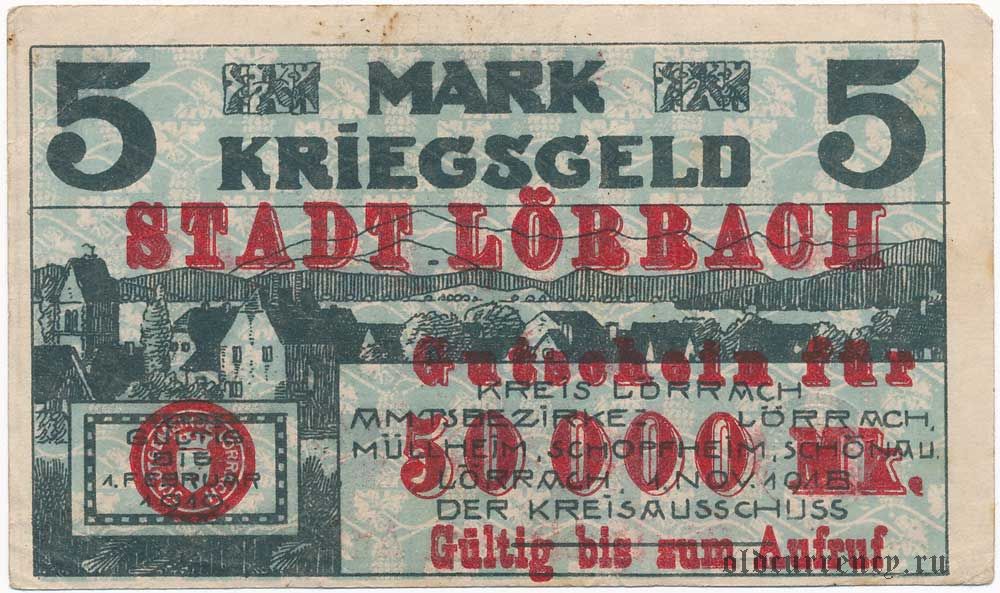 5 MARK 5
KRIEGSGELD
STADT LÖRRACH
Gutschein für
KREIS LÖRRACH
AMTSBEZIRKE: LÖRRACH,
MÜLLHEIM, SCHOPFHEIM, SCHÖNAU.
50 000 Mk.
LÖRRACH, 1. NOV. 1918
DER KREISAUSSCHUSS
Gültig bis zum Aufruf
GÜLTIG
BIS
1. FEBRUAR
oldcurrency.ru